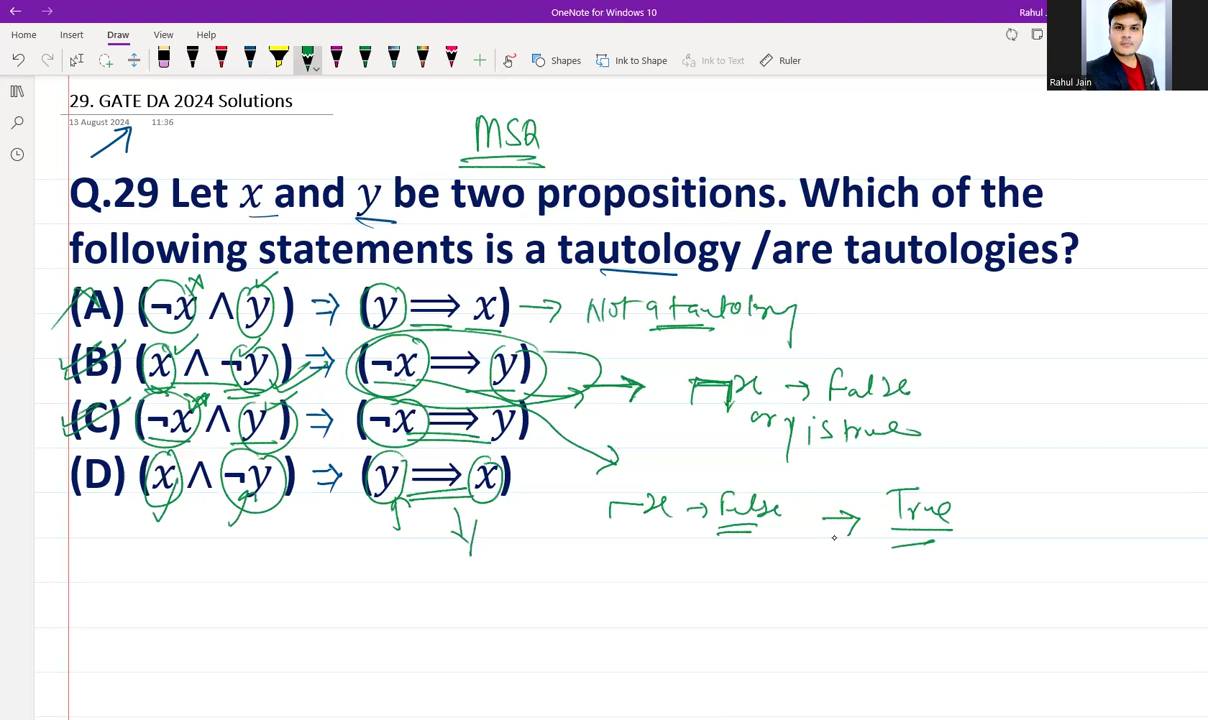 OneNote for Windows 10
Rahul J
Home Insert Draw View Help
Shapes Ink to Shape Ink to Text Ruler
Rahul Jain
29. GATE DA 2024 Solutions
13 August 2024 11:36
MSQ
Q.29 Let x and y be two propositions. Which of the
following statements is a tautology /are tautologies?
(A) (¬x ∧ y ) ⇒ (y ⟹ x) → Not a tautology
(B) (x ∧ ¬y ) ⇒ (¬x ⟹ y) ¬x → False
or y is true
(C) (¬x ∧ y ) ⇒ (¬x ⟹ y)
(D) (x ∧ ¬y ) ⇒ (y ⟹ x)
¬x → False → True